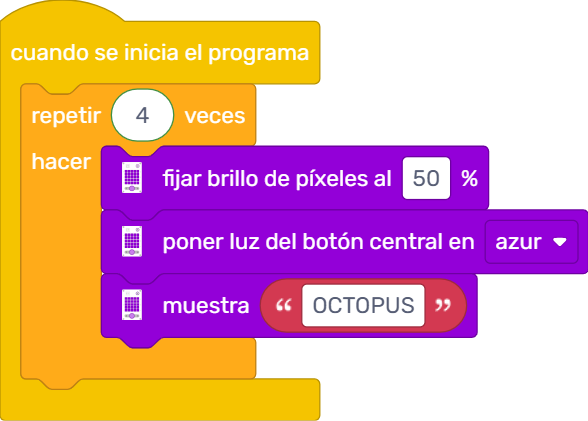 cuando se inicia el programa
repetir 4 veces
hacer
fijar brillo de píxeles al 50 %
poner luz del botón central en azur
muestra “ OCTOPUS ”